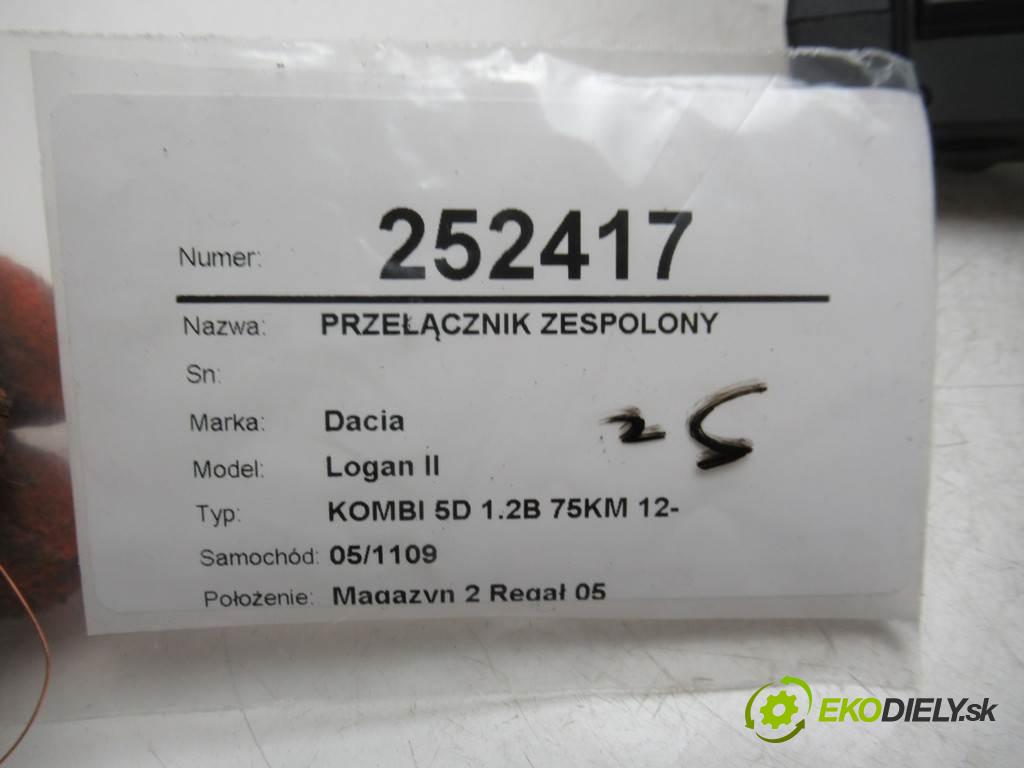 Numer: 252417
Nazwa: PRZEŁĄCZNIK ZESPOLONY
Sn:
Marka: Dacia
Model: Logan II
Typ: KOMBI 5D 1.2B 75KM 12-
Samochód: 05/1109
Położenie: Magazyn 2 Regał 05
25
EKODIELY.sk